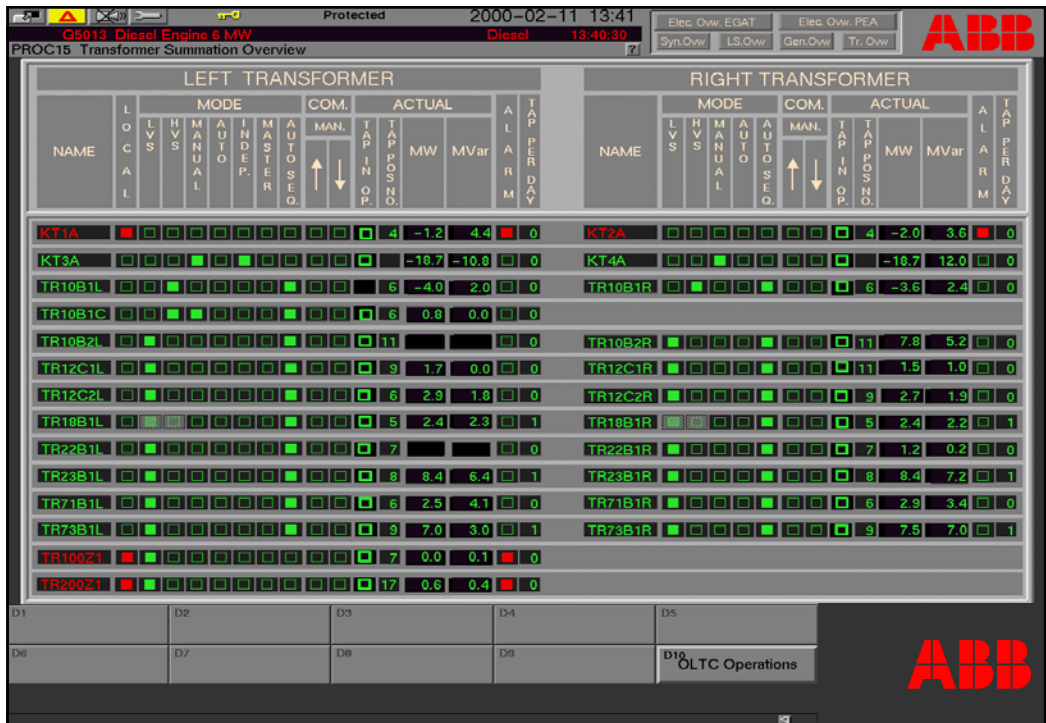 Protected 2000-02-11 13:41
G5013 Diesel Engine 6 MW Diesel 13:40:30
PROC15 Transformer Summation Overview ?
Elec. Ovw. EGAT Elec. Ovw. PEA
Syn.Ovw LS.Ovw Gen.Ovw Tr. Ovw
ABB
LEFT TRANSFORMER RIGHT TRANSFORMER
NAME LOCAL MODE LVS HVS MANUAL AUTO INDEP. MASTER AUTO SEQ. COM. MAN. ACTUAL TAP IN OP. TAP POS NO. MW MVar ALARM TAP PER DAY
NAME MODE LVS HVS MANUAL AUTO AUTO SEQ. COM. MAN. ACTUAL TAP IN OP. TAP POS NO. MW MVar ALARM TAP PER DAY
KT1A 4 -1.2 4.4 0 KT2A 4 -2.0 3.6 0
KT3A -18.7 -10.8 0 KT4A -18.7 12.0 0
TR10B1L 6 -4.0 2.0 0 TR10B1R 6 -3.6 2.4 0
TR10B1C 6 0.8 0.0 0
TR10B2L 11 0 TR10B2R 11 7.8 5.2 0
TR12C1L 9 1.7 0.0 0 TR12C1R 11 1.5 1.0 0
TR12C2L 6 2.9 1.8 0 TR12C2R 9 2.7 1.9 0
TR18B1L 5 2.4 2.3 1 TR18B1R 5 2.4 2.2 1
TR22B1L 7 0 TR22B1R 7 1.2 0.2 0
TR23B1L 8 8.4 6.4 1 TR23B1R 8 8.4 7.2 1
TR71B1L 6 2.5 4.1 0 TR71B1R 6 2.9 3.4 0
TR73B1L 9 7.0 3.0 1 TR73B1R 9 7.5 7.0 1
TR100Z1 7 0.0 0.1 0
TR200Z1 17 0.6 0.4 0
D1 D2 D3 D4 D5
D6 D7 D8 D9 D10 OLTC Operations
ABB